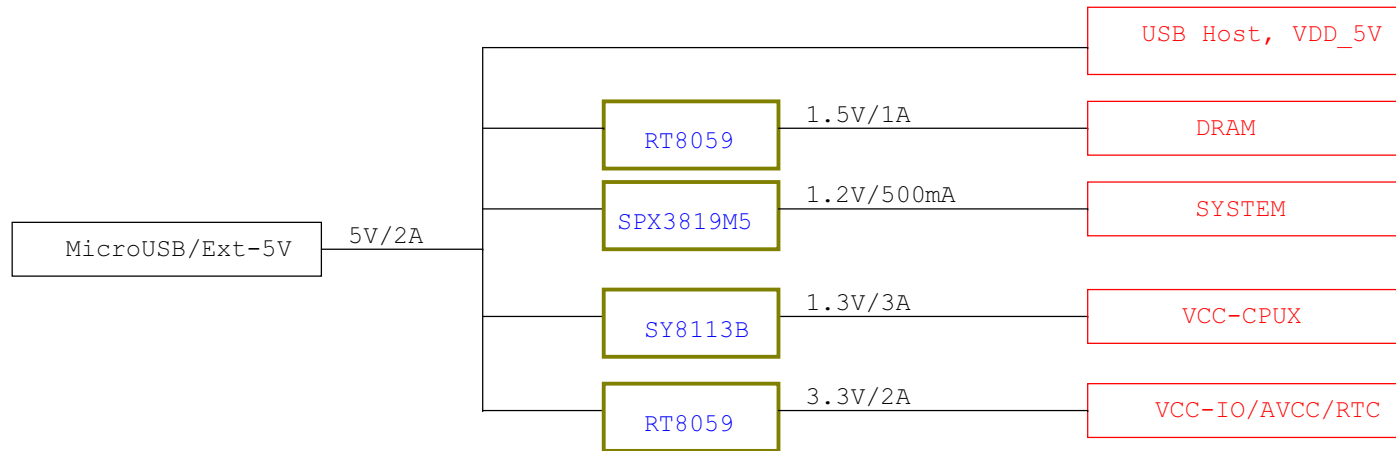 USB Host, VDD_5V
RT8059
1.5V/1A
DRAM
SPX3819M5
1.2V/500mA
SYSTEM
MicroUSB/Ext-5V
5V/2A
SY8113B
1.3V/3A
VCC-CPUX
RT8059
3.3V/2A
VCC-IO/AVCC/RTC